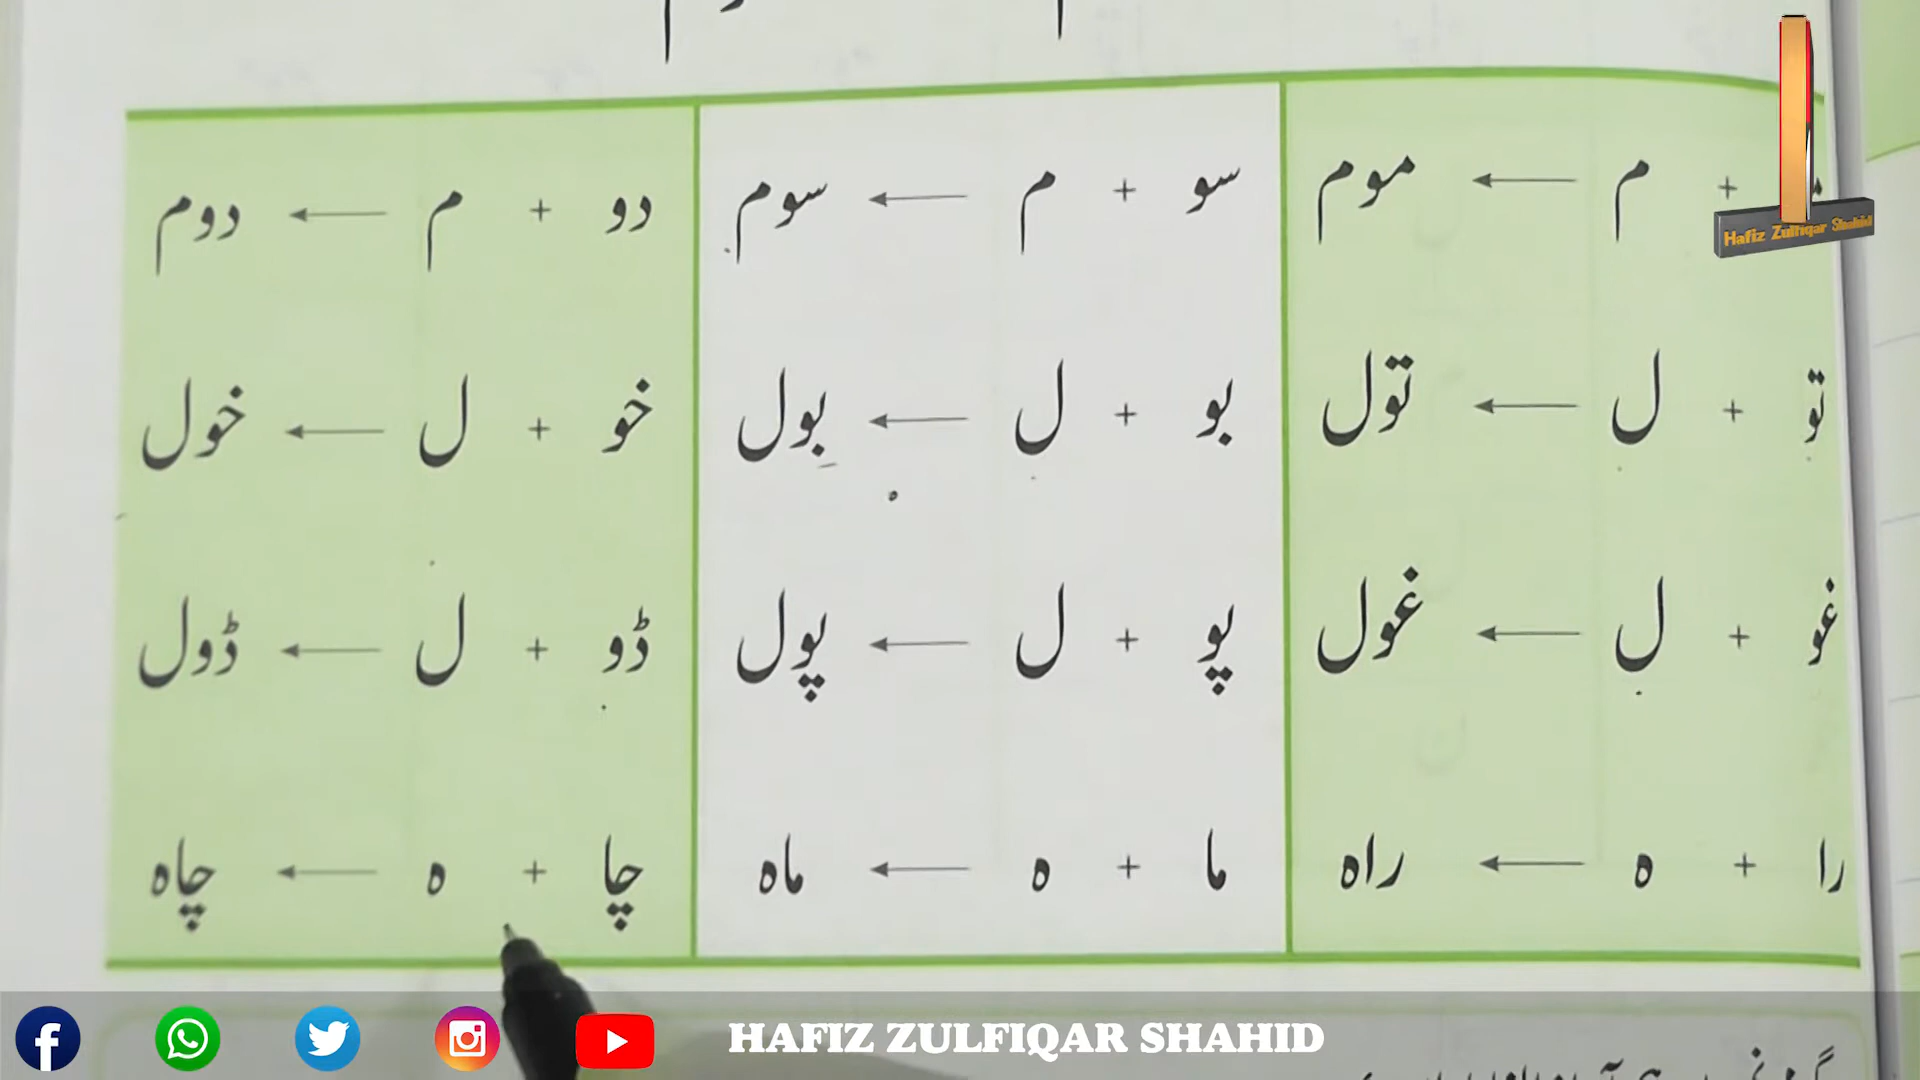 م + ← موم
سو + م ← سوم
دو + م ← دوم
تو + ل ← تول
بو + ل ← بول
خو + ل ← خول
غو + ل ← غول
پو + ل ← پول
ڈو + ل ← ڈول
را + ہ ← راہ
ما + ہ ← ماہ
چا + ہ ← چاہ
Hafiz Zulfiqar Shahid
HAFIZ ZULFIQAR SHAHID